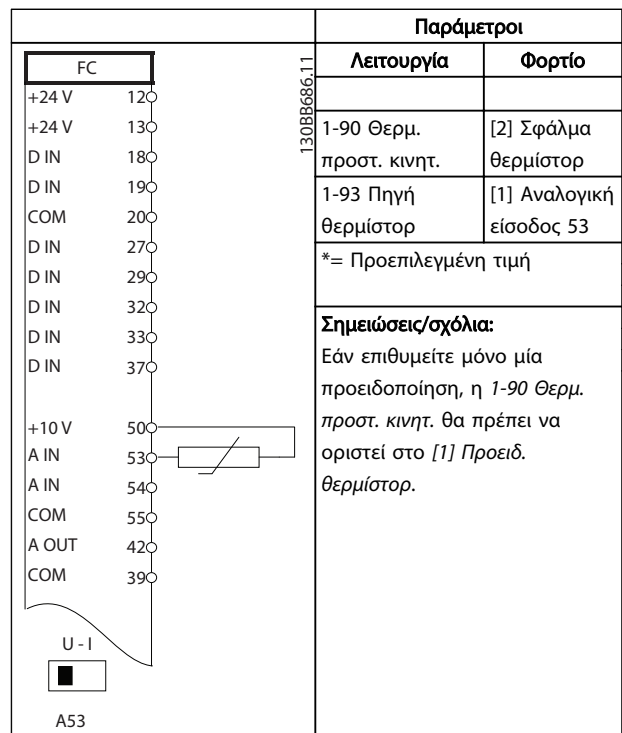 FC
+24 V 12
+24 V 13
D IN 18
D IN 19
COM 20
D IN 27
D IN 29
D IN 32
D IN 33
D IN 37
+10 V 50
A IN 53
A IN 54
COM 55
A OUT 42
COM 39
U - I
A53
130BB686.11
Παράμετροι
Λειτουργία Φορτίο
1-90 Θερμ. [2] Σφάλμα
προστ. κινητ. θερμίστορ
1-93 Πηγή [1] Αναλογική
θερμίστορ είσοδος 53
*= Προεπιλεγμένη τιμή
Σημειώσεις/σχόλια:
Εάν επιθυμείτε μόνο μία
προειδοποίηση, η 1-90 Θερμ.
προστ. κινητ. θα πρέπει να
οριστεί στο [1] Προειδ.
θερμίστορ.